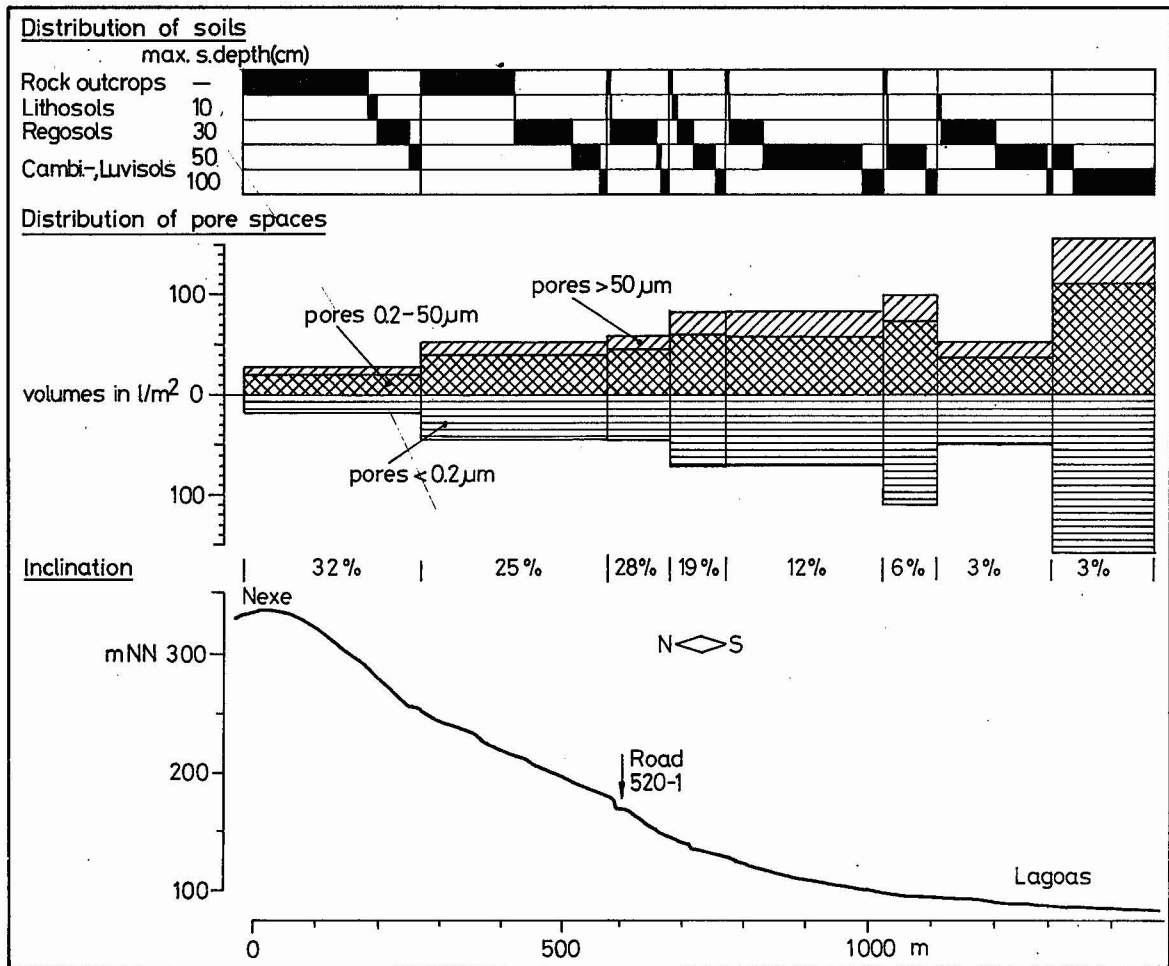 Distribution of soils
max. s.depth(cm)
Rock outcrops —
Lithosols 10
Regosols 30
50
Cambi-,Luvisols
100
Distribution of pore spaces
100
pores >50µm
pores 0.2-50µm
volumes in l/m² 0
pores <0.2µm
100
Inclination 32% 25% 28% 19% 12% 6% 3% 3%
Nexe
mNN 300
N S
Road
520-1
200
Lagoas
100
0 500 1000 m